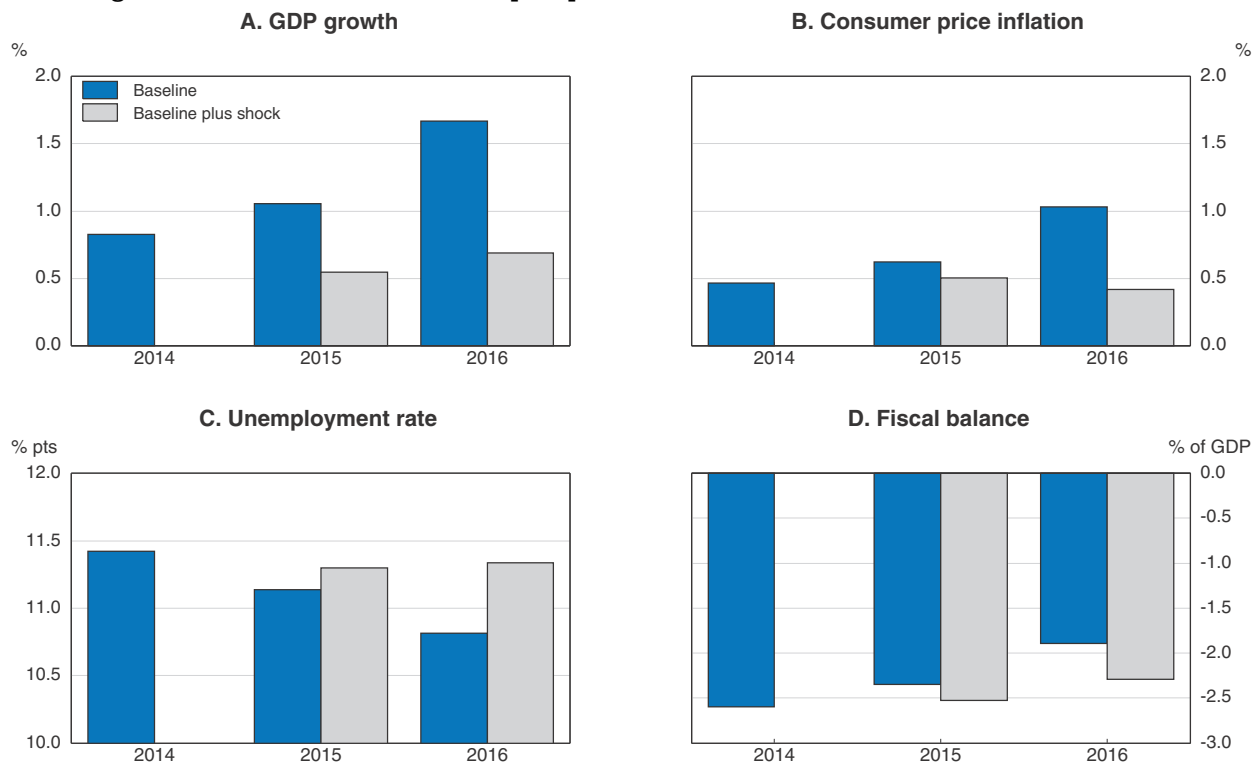 A. GDP growth
%
2.0
1.5
1.0
0.5
0.0
Baseline
Baseline plus shock
2014 2015 2016
B. Consumer price inflation
%
2.0
1.5
1.0
0.5
0.0
2014 2015 2016
C. Unemployment rate
% pts
12.0
11.5
11.0
10.5
10.0
2014 2015 2016
D. Fiscal balance
% of GDP
0.0
-0.5
-1.0
-1.5
-2.0
-2.5
-3.0
2014 2015 2016